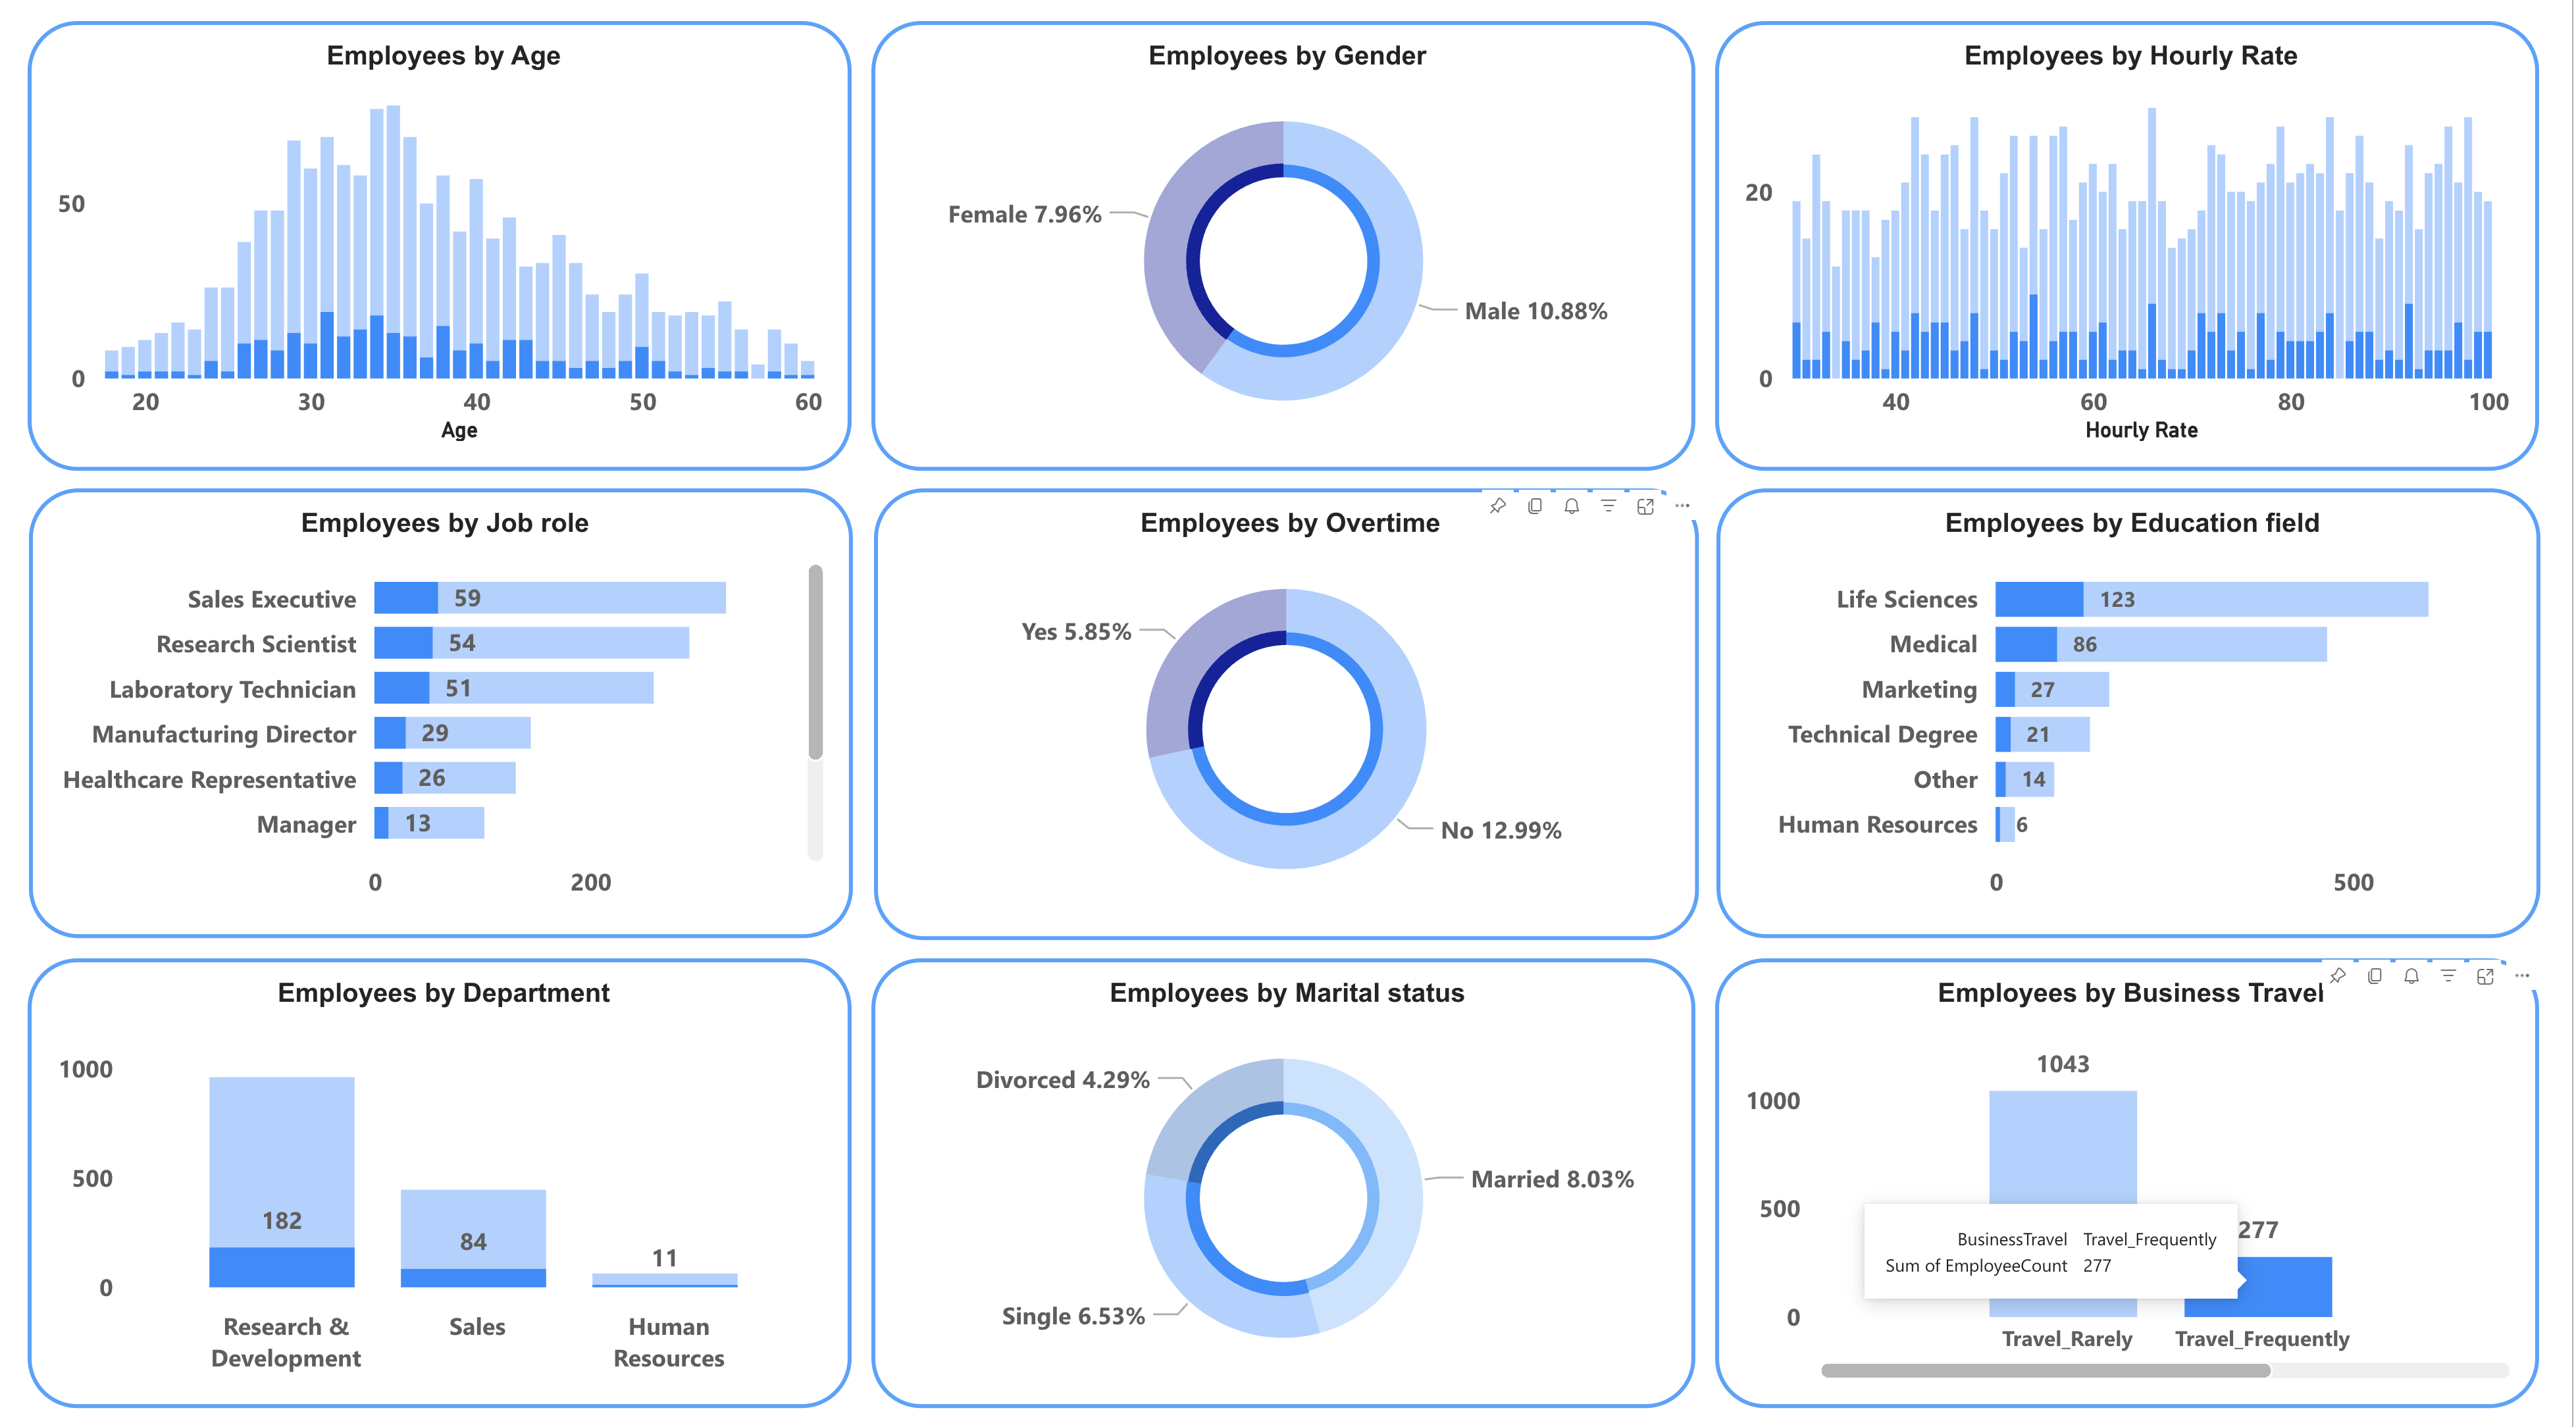 Employees by Age
50
0
20 30 40 50 60
Age
Employees by Gender
Female 7.96%
Male 10.88%
Employees by Hourly Rate
20
0
40 60 80 100
Hourly Rate
Employees by Job role
Sales Executive 59
Research Scientist 54
Laboratory Technician 51
Manufacturing Director 29
Healthcare Representative 26
Manager 13
0 200
Employees by Overtime
Yes 5.85%
No 12.99%
Employees by Education field
Life Sciences 123
Medical 86
Marketing 27
Technical Degree 21
Other 14
Human Resources 6
0 500
Employees by Department
1000
500
0
182
84
11
Research &
Development
Sales
Human
Resources
Employees by Marital status
Divorced 4.29%
Married 8.03%
Single 6.53%
Employees by Business Travel
1043
1000
500
0
277
BusinessTravel Travel_Frequently
Sum of EmployeeCount 277
Travel_Rarely Travel_Frequently